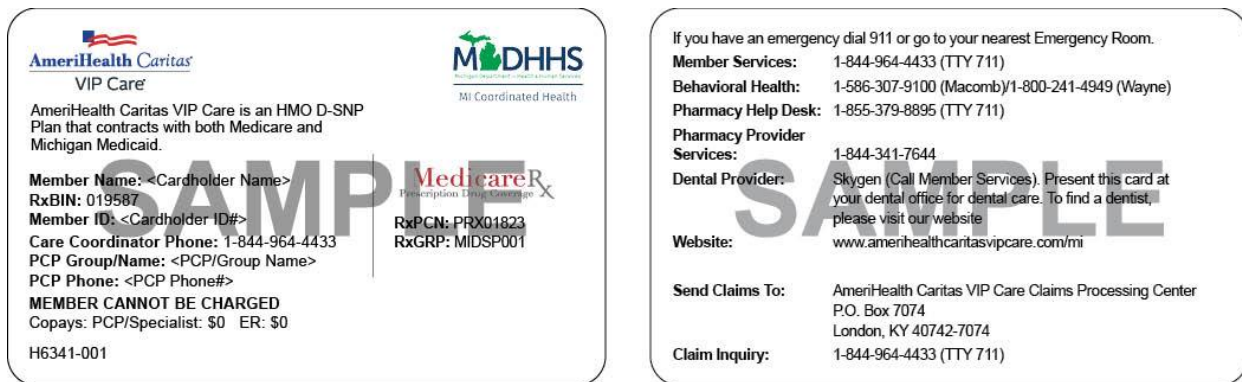 AmeriHealth Caritas
VIP Care
MDHHS
Michigan Department of Health & Human Services
MI Coordinated Health
AmeriHealth Caritas VIP Care is an HMO D-SNP
Plan that contracts with both Medicare and
Michigan Medicaid.
SAMPLE
Member Name: <Cardholder Name>
RxBIN: 019587
Member ID: <Cardholder ID#>
Care Coordinator Phone: 1-844-964-4433
PCP Group/Name: <PCP/Group Name>
PCP Phone: <PCP Phone#>
MEMBER CANNOT BE CHARGED
Copays: PCP/Specialist: $0 ER: $0
H6341-001
MedicareRx
Prescription Drug Coverage
RxPCN: PRX01823
RxGRP: MIDSP001
If you have an emergency dial 911 or go to your nearest Emergency Room.
Member Services: 1-844-964-4433 (TTY 711)
Behavioral Health: 1-586-307-9100 (Macomb)/1-800-241-4949 (Wayne)
Pharmacy Help Desk: 1-855-379-8895 (TTY 711)
Pharmacy Provider
Services: 1-844-341-7644
SAMPLE
Dental Provider: Skygen (Call Member Services). Present this card at
your dental office for dental care. To find a dentist,
please visit our website
Website: www.amerihealthcaritasvipcare.com/mi
Send Claims To: AmeriHealth Caritas VIP Care Claims Processing Center
P.O. Box 7074
London, KY 40742-7074
Claim Inquiry: 1-844-964-4433 (TTY 711)